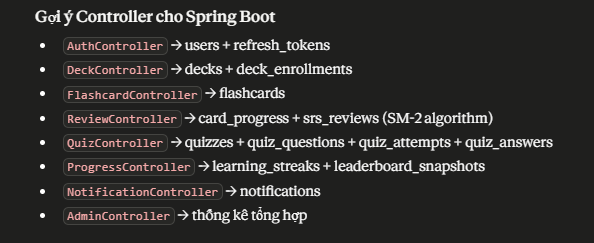 Gợi ý Controller cho Spring Boot
• AuthController → users + refresh_tokens
• DeckController → decks + deck_enrollments
• FlashcardController → flashcards
• ReviewController → card_progress + srs_reviews (SM-2 algorithm)
• QuizController → quizzes + quiz_questions + quiz_attempts + quiz_answers
• ProgressController → learning_streaks + leaderboard_snapshots
• NotificationController → notifications
• AdminController → thống kê tổng hợp